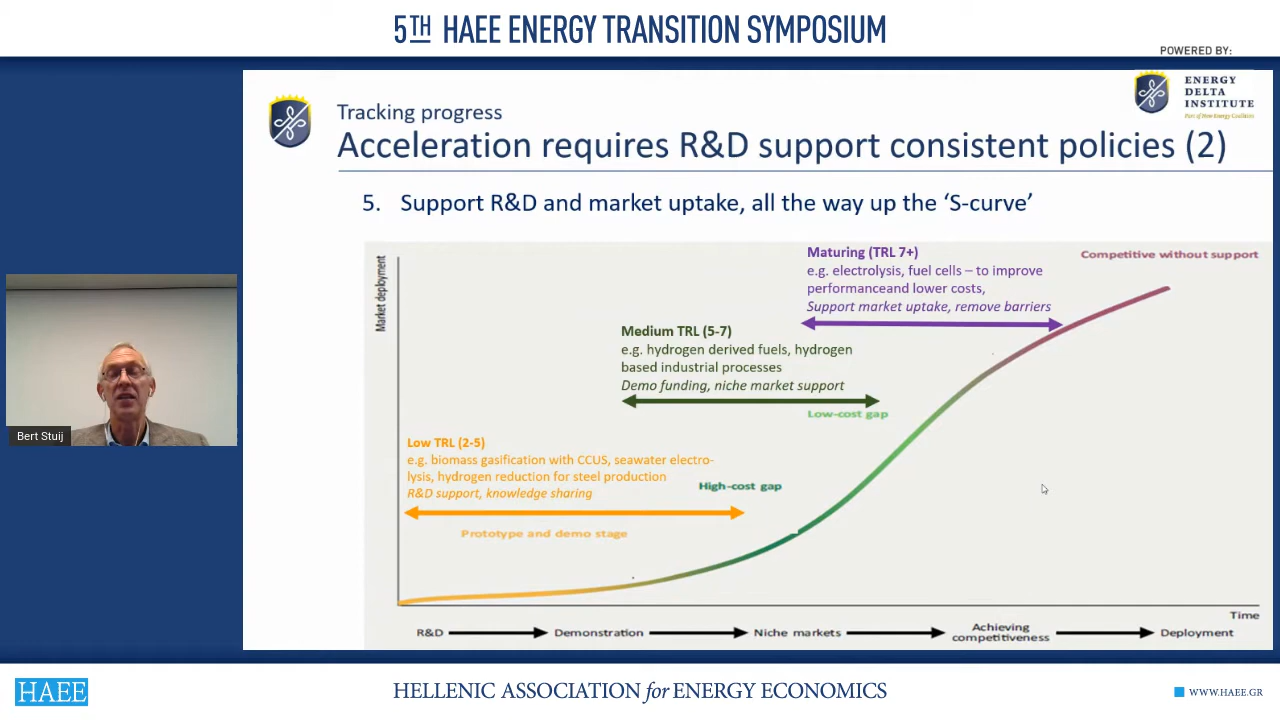 5TH HAEE ENERGY TRANSITION SYMPOSIUM
POWERED BY:
ENERGY
DELTA
INSTITUTE
Part of New Energy Coalition
Tracking progress
Acceleration requires R&D support consistent policies (2)
5. Support R&D and market uptake, all the way up the ‘S-curve’
Market deployment
Maturing (TRL 7+)
e.g. electrolysis, fuel cells – to improve
performanceand lower costs,
Support market uptake, remove barriers
Competitive without support
Medium TRL (5-7)
e.g. hydrogen derived fuels, hydrogen
based industrial processes
Demo funding, niche market support
Low-cost gap
Low TRL (2-5)
e.g. biomass gasification with CCUS, seawater electro-
lysis, hydrogen reduction for steel production
R&D support, knowledge sharing
High-cost gap
Prototype and demo stage
Time
R&D
Demonstration
Niche markets
Achieving
competitiveness
Deployment
Bert Stuij
HAEE
HELLENIC ASSOCIATION for ENERGY ECONOMICS
WWW.HAEE.GR